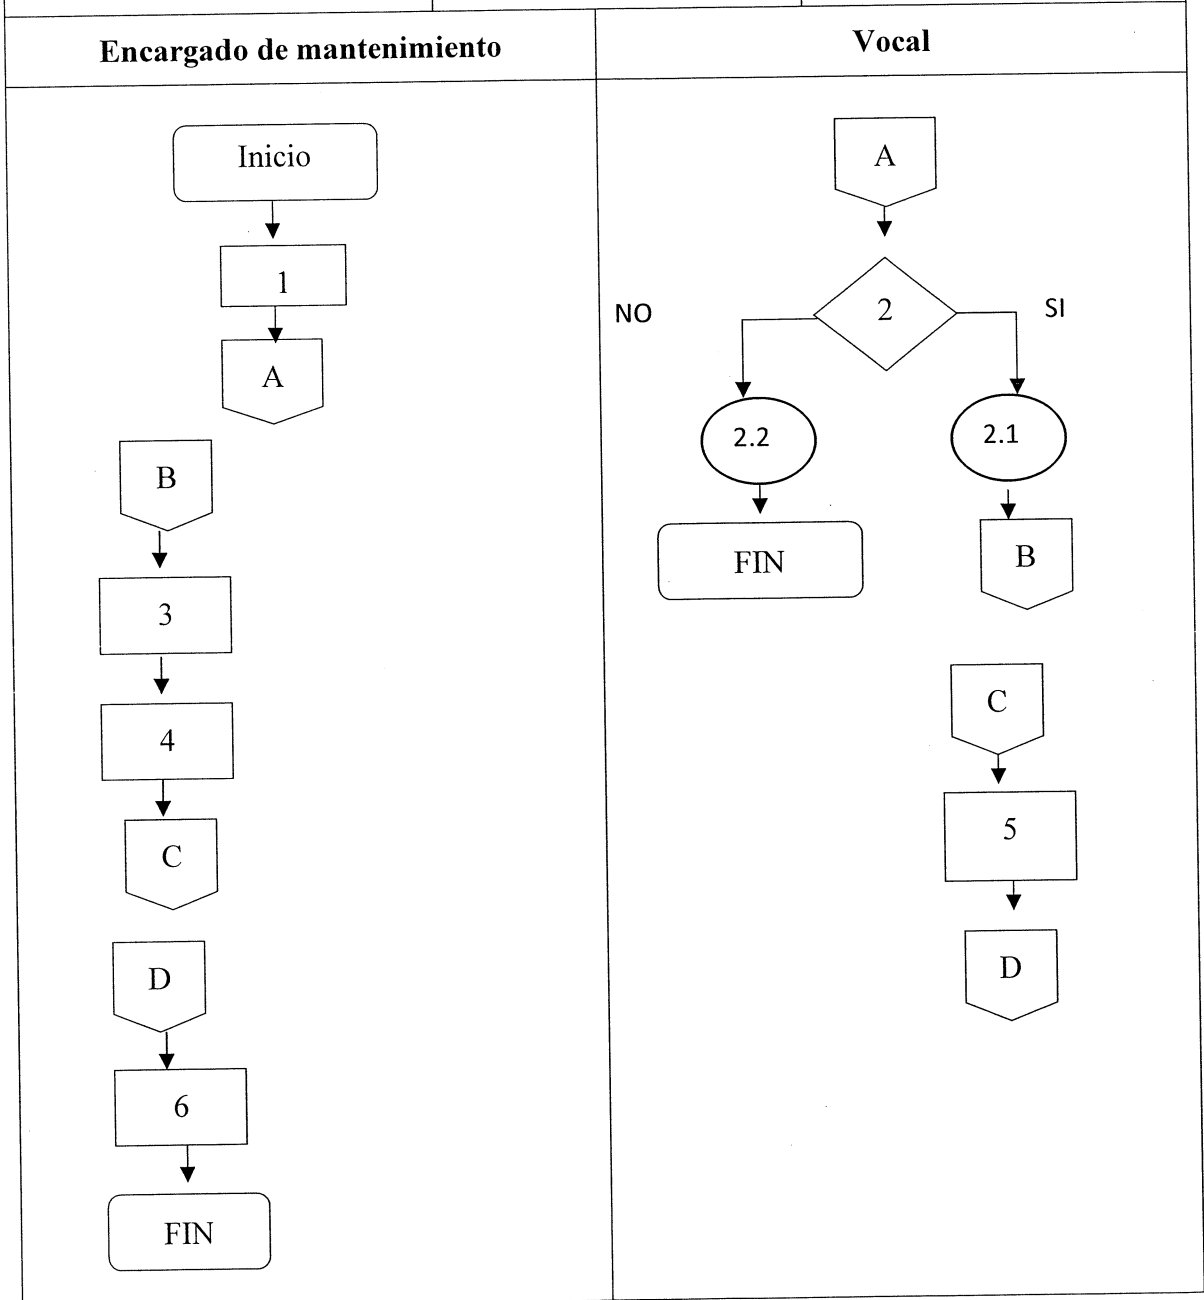 Encargado de mantenimiento
Vocal
Inicio
1
A
B
3
4
C
D
6
FIN
A
2
NO
SI
2.2
2.1
FIN
B
C
5
D